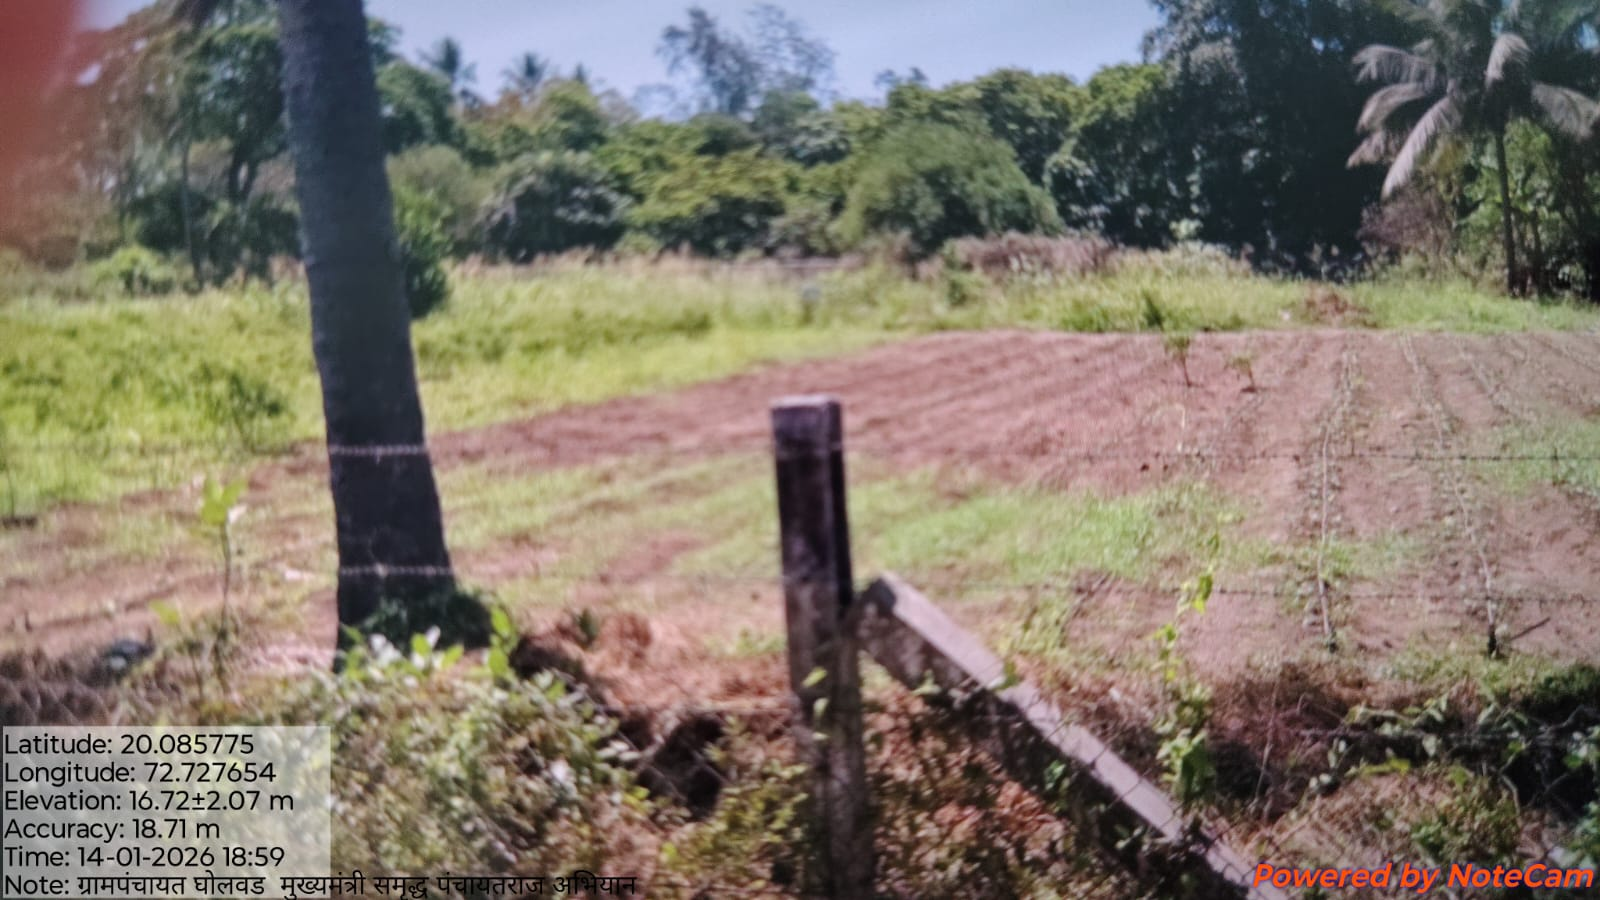 Latitude: 20.085775
Longitude: 72.727654
Elevation: 16.72±2.07 m
Accuracy: 18.71 m
Time: 14-01-2026 18:59
Note: ग्रामपंचायत घोलवड मुख्यमंत्री समृद्ध पंचायतराज अभियान
Powered by NoteCam